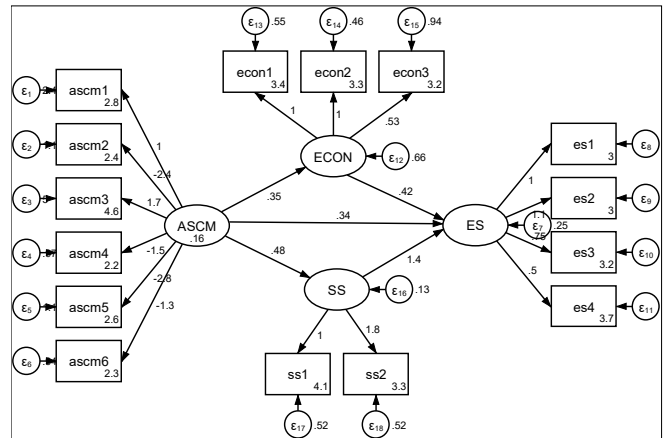 ε13 .55
ε14 .46
ε15 .94
econ1
3.4
econ2
3.3
econ3
3.2
1
1
.53
ECON
ε12 .66
ε1
ascm1
2.8
ε2
ascm2
2.4
ε3
ascm3
4.6
ε4
ascm4
2.2
ε5
ascm5
2.6
ε6
ascm6
2.3
1
-2.4
1.7
-1.5
-2.8
-1.3
ASCM
.16
.35
.34
.48
.42
1.4
ES
ε7 .25
1
1.1
.75
.5
es1
3
ε8
es2
3
ε9
es3
3.2
ε10
es4
3.7
ε11
SS
ε16 .13
1
1.8
ss1
4.1
ss2
3.3
ε17 .52
ε18 .52